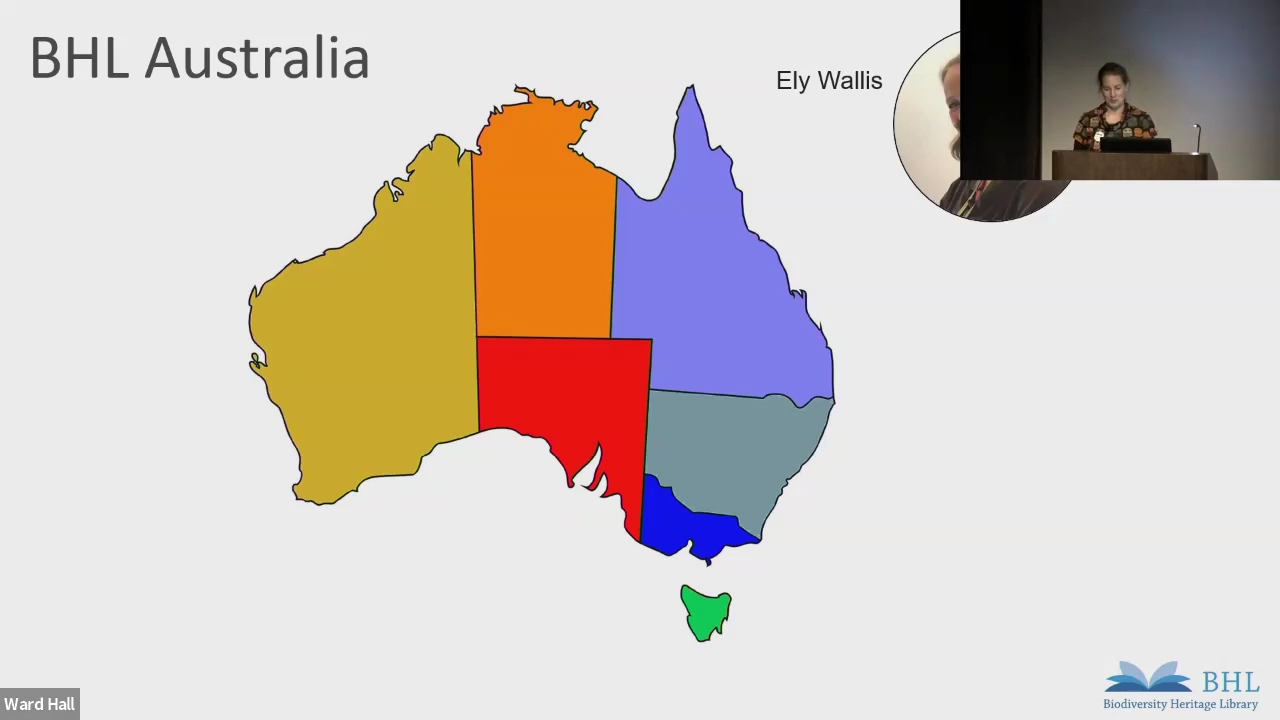 BHL Australia
Ely Wallis
BHL
Biodiversity Heritage Library
Ward Hall